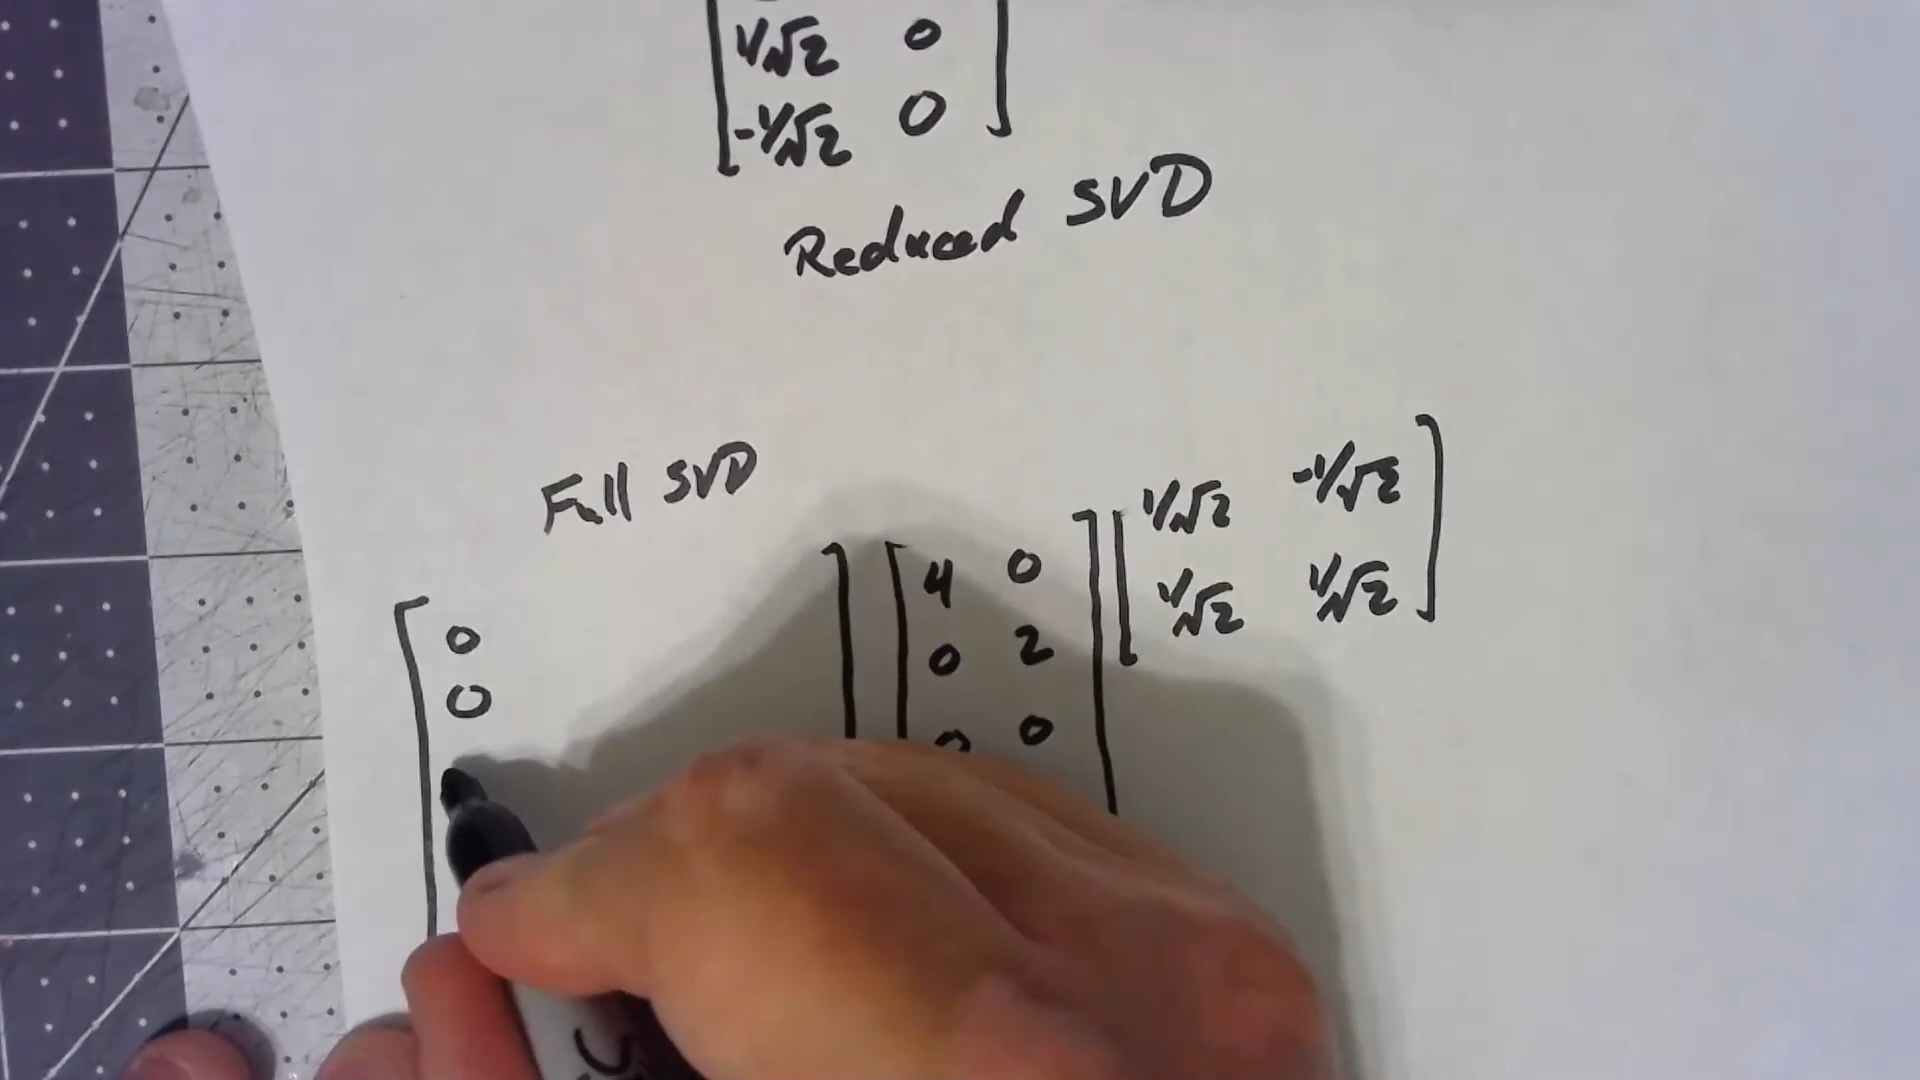 1/√2 0
-1/√2 0
Reduced SVD
Full SVD
0 4 0 1/√2 -1/√2
0 0 2 1/√2 1/√2
0 0